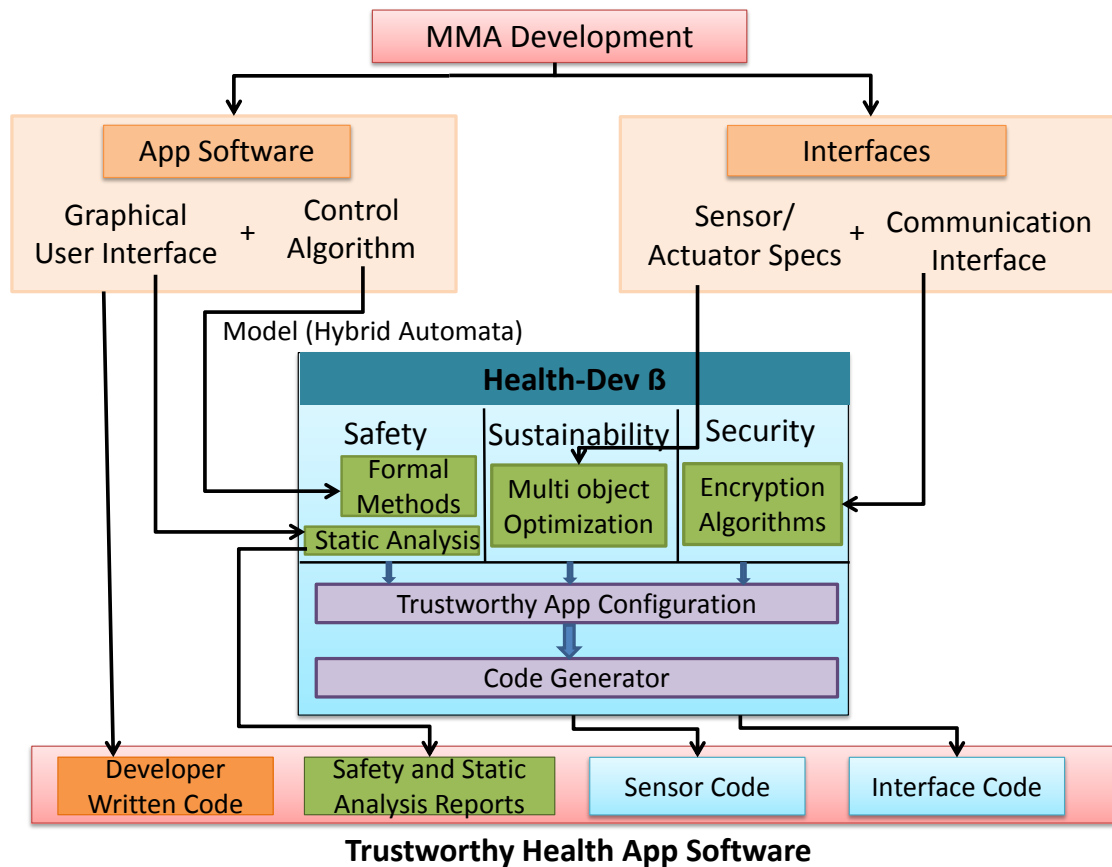 MMA Development
App Software
Interfaces
Graphical
User Interface
+
Control
Algorithm
Sensor/
Actuator Specs
+
Communication
Interface
Model (Hybrid Automata)
Health-Dev ß
Safety
Sustainability
Security
Formal
Methods
Static Analysis
Multi object
Optimization
Encryption
Algorithms
Trustworthy App Configuration
Code Generator
Developer
Written Code
Safety and Static
Analysis Reports
Sensor Code
Interface Code
Trustworthy Health App Software